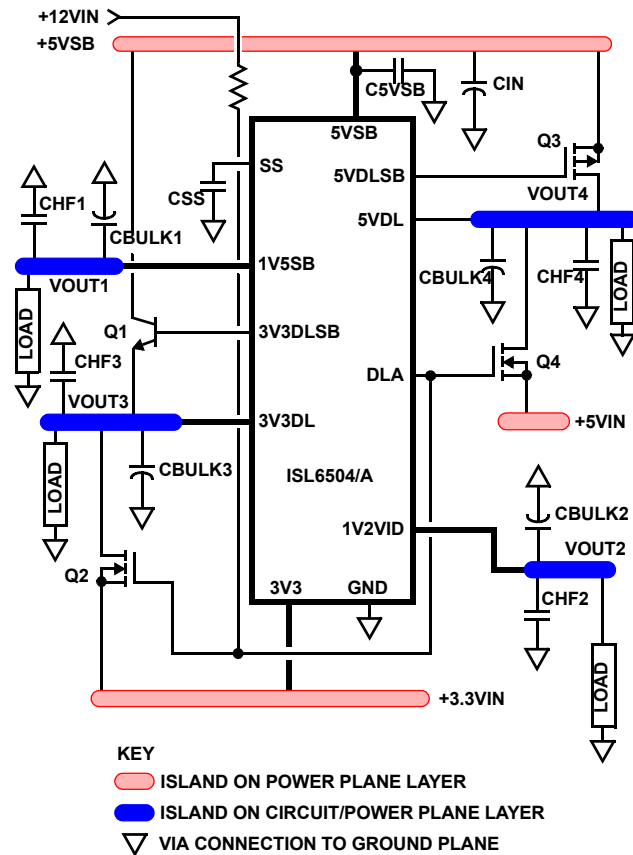 +12VIN
+5VSB
C5VSB
CIN
5VSB
Q3
SS
5VDLSB
VOUT4
CSS
CHF1
5VDL
CBULK1
1V5SB
CBULK4
CHF4
VOUT1
LOAD
LOAD
Q1
3V3DLSB
CHF3
Q4
DLA
VOUT3
3V3DL
+5VIN
CBULK3
LOAD
ISL6504/A
CBULK2
1V2VID
VOUT2
Q2
3V3
GND
CHF2
LOAD
+3.3VIN
KEY
ISLAND ON POWER PLANE LAYER
ISLAND ON CIRCUIT/POWER PLANE LAYER
VIA CONNECTION TO GROUND PLANE